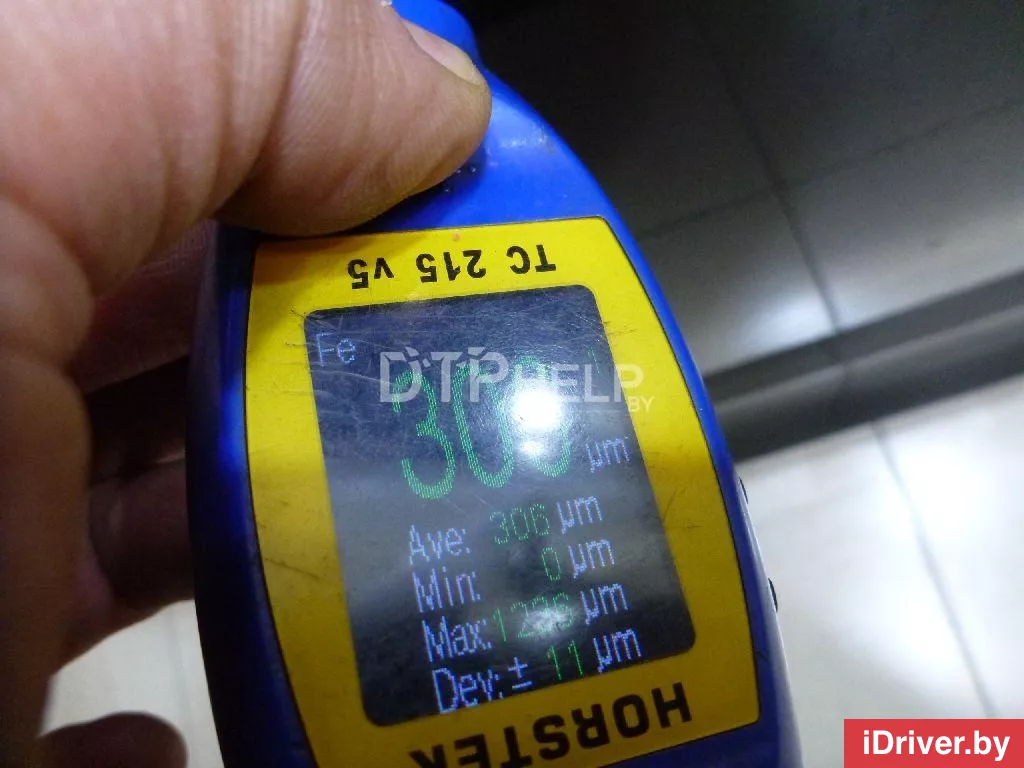 TC 215 v5
Fe
DTPHELP
BY
μm
Ave: 306 μm
Min: 0 μm
Max: μm
Dev: ± 11 μm
HORSTEK
iDriver.by